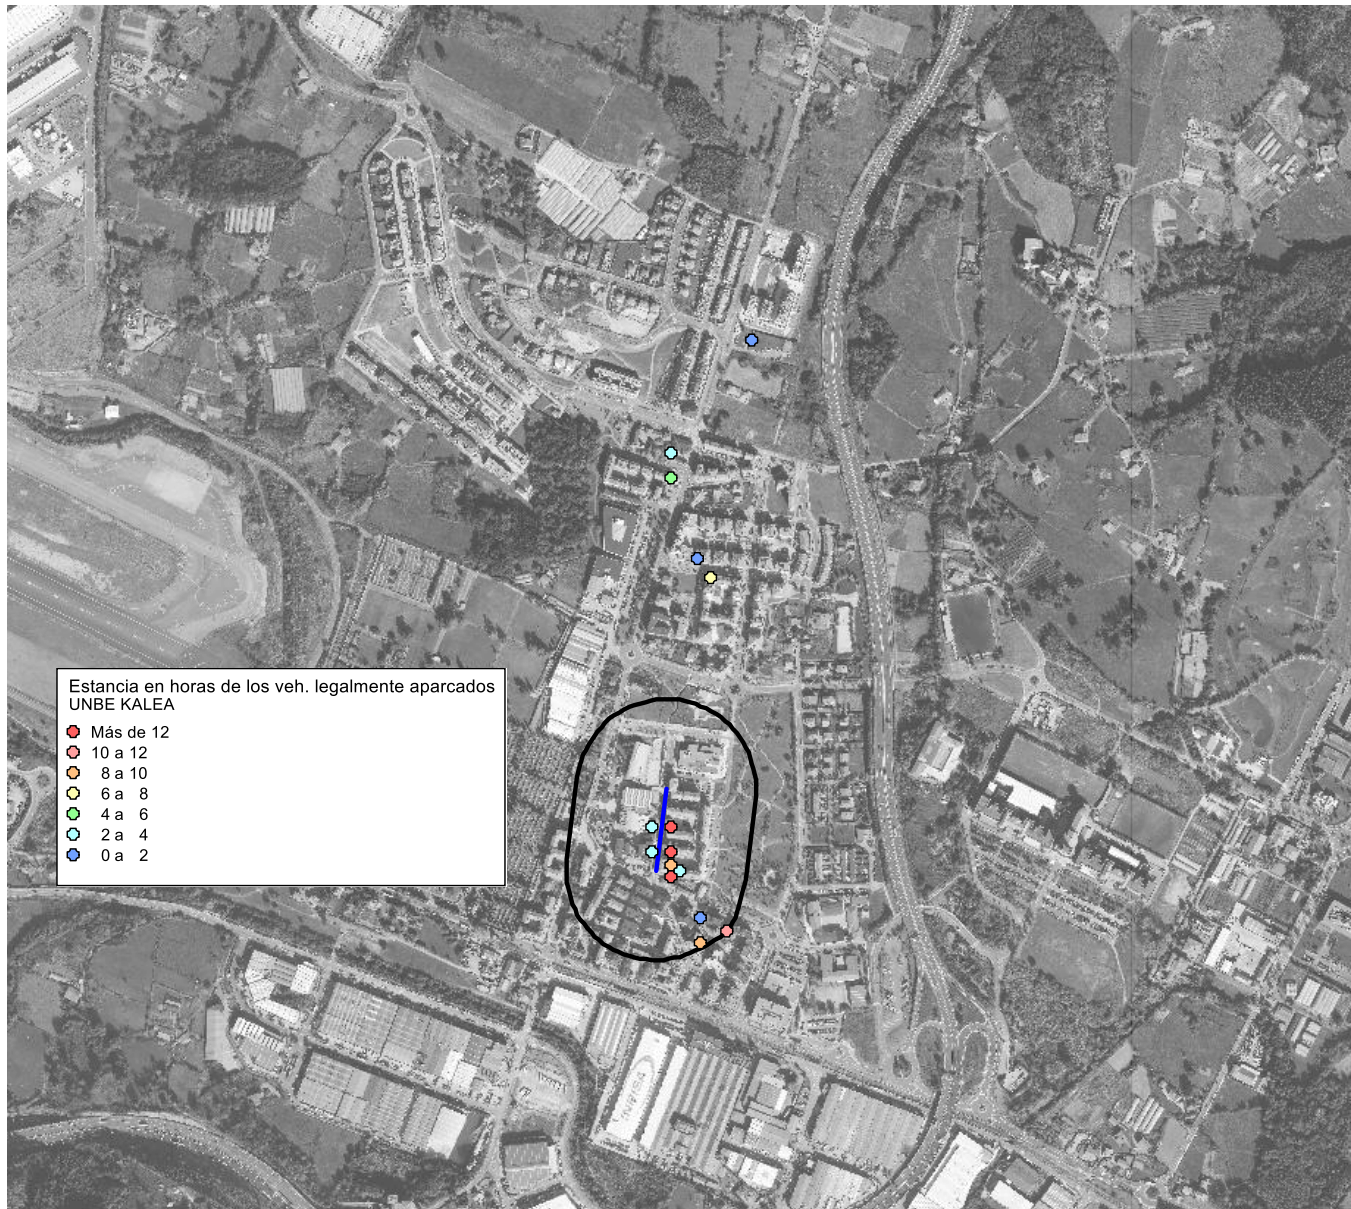 Estancia en horas de los veh. legalmente aparcados
UNBE KALEA
Más de 12
10 a 12
8 a 10
6 a 8
4 a 6
2 a 4
0 a 2